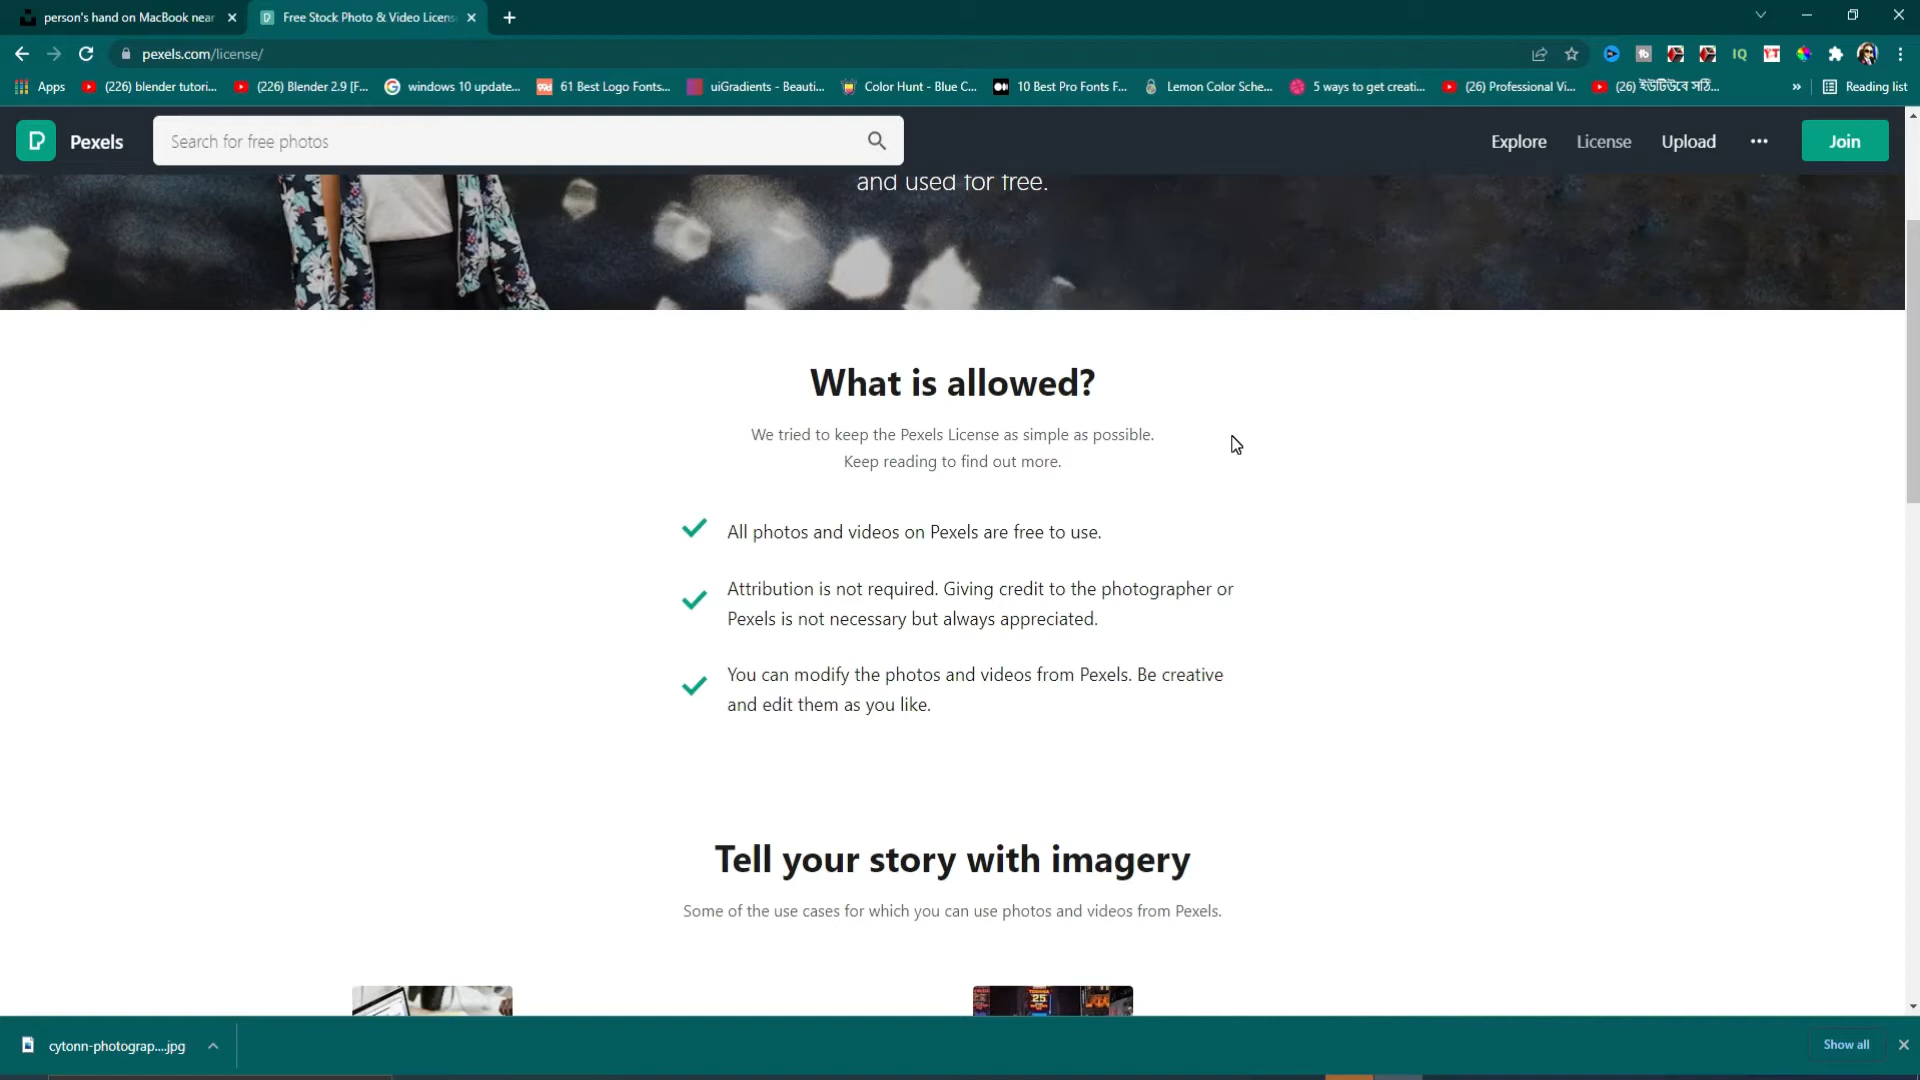 person's hand on MacBook near
Free Stock Photo & Video Licens
pexels.com/license/
Apps
(226) blender tutori...
(226) Blender 2.9 [F...
windows 10 update...
61 Best Logo Fonts...
uiGradients - Beauti...
Color Hunt - Blue C...
10 Best Pro Fonts F...
Lemon Color Sche...
5 ways to get creati...
(26) Professional Vi...
(26) ইউটিউবে সঠি...
»
Reading list
Pexels
Search for free photos
Explore
License
Upload
Join
and used for free.
What is allowed?
We tried to keep the Pexels License as simple as possible.
Keep reading to find out more.
All photos and videos on Pexels are free to use.
Attribution is not required. Giving credit to the photographer or
Pexels is not necessary but always appreciated.
You can modify the photos and videos from Pexels. Be creative
and edit them as you like.
Tell your story with imagery
Some of the use cases for which you can use photos and videos from Pexels.
TOSHIBA
25
cytonn-photograp....jpg
Show all